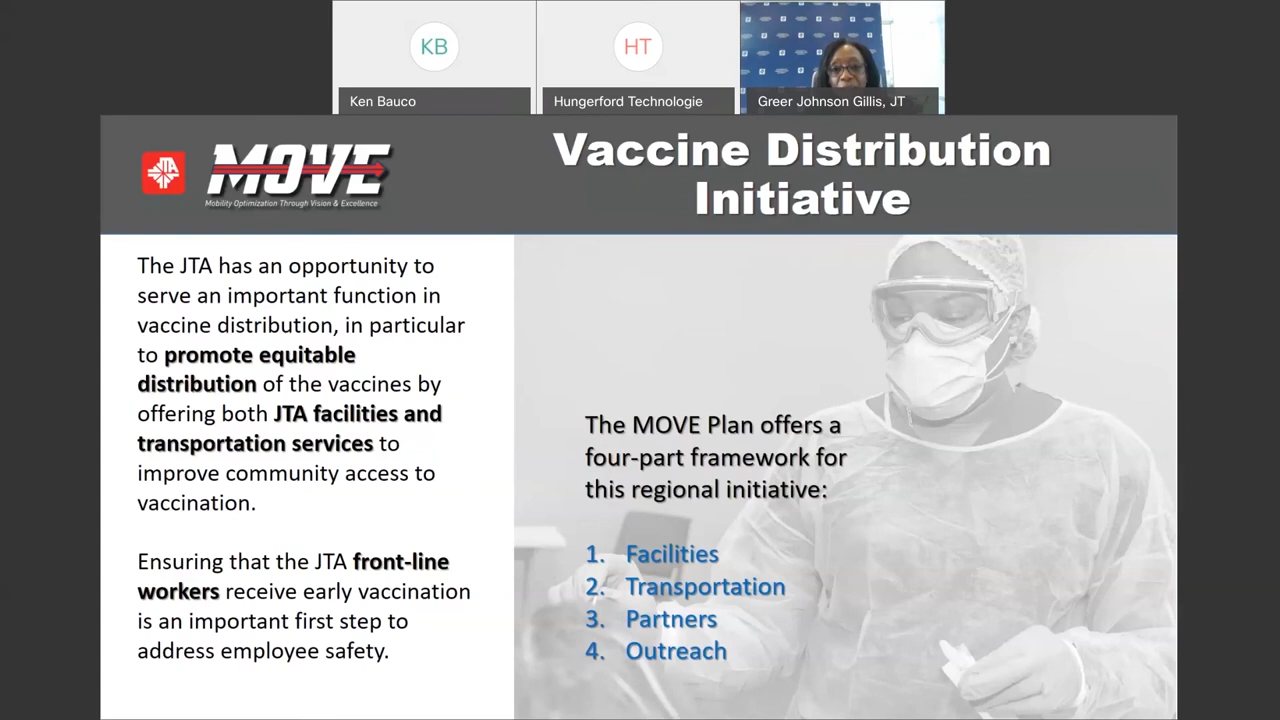 KB
HT
Ken Bauco
Hungerford Technologie
Greer Johnson Gillis, JT
JTA
MOVE
Mobility Optimization Through Vision & Excellence
Vaccine Distribution
Initiative
The JTA has an opportunity to
serve an important function in
vaccine distribution, in particular
to promote equitable
distribution of the vaccines by
offering both JTA facilities and
transportation services to
improve community access to
vaccination.
Ensuring that the JTA front-line
workers receive early vaccination
is an important first step to
address employee safety.
The MOVE Plan offers a
four-part framework for
this regional initiative:
1. Facilities
2. Transportation
3. Partners
4. Outreach